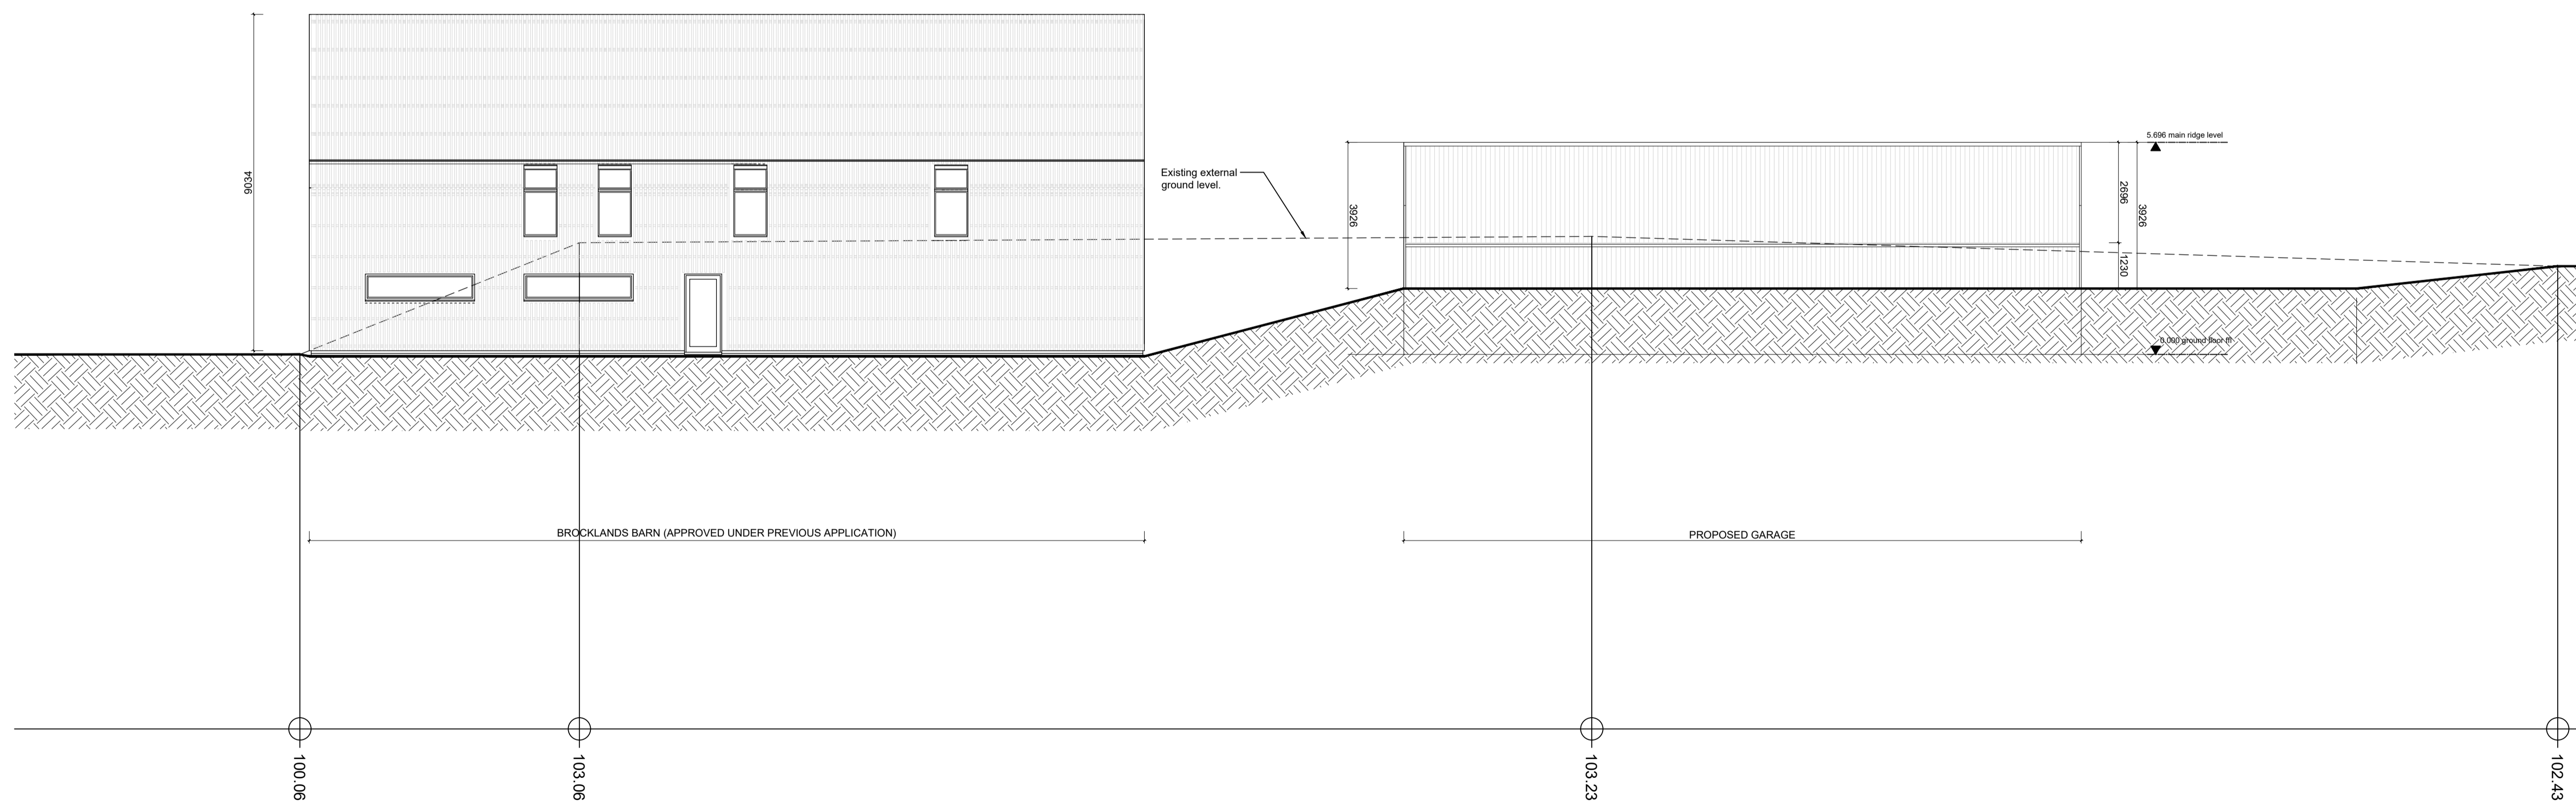 9034
Existing external
ground level.
3926
5.696 main ridge level
2696
3926
1230
0.000 ground floor ffl
BROCKLANDS BARN (APPROVED UNDER PREVIOUS APPLICATION)
PROPOSED GARAGE
100.06
103.06
103.23
102.43